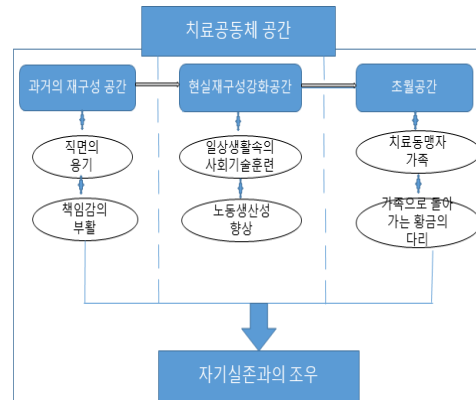 치료공동체 공간
과거의 재구성 공간
현실재구성강화공간
초월공간
직면의
용기
일상생활속의
사회기술훈련
치료동맹자
가족
책임감의
부활
노동생산성
향상
가족으로 돌아
가는 황금의
다리
자기실존과의 조우